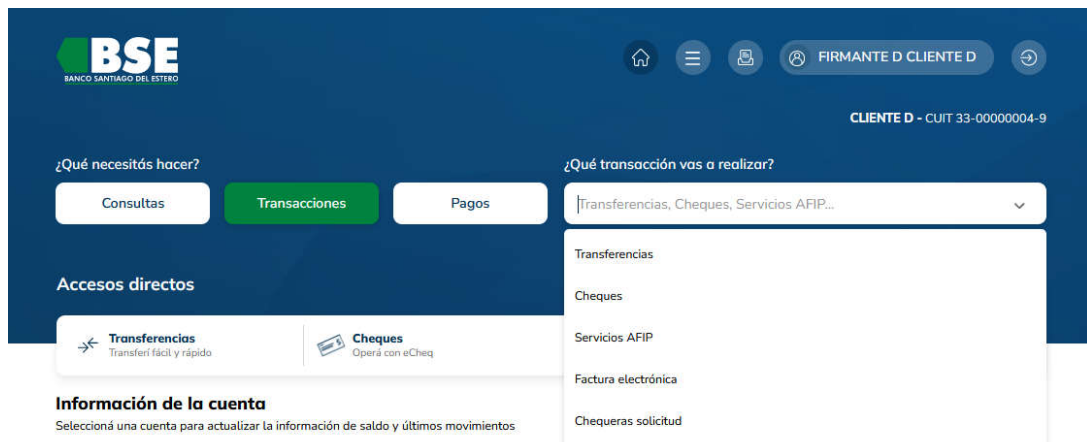 BSE
BANCO SANTIAGO DEL ESTERO
FIRMANTE D CLIENTE D
CLIENTE D - CUIT 33-00000004-9
¿Qué necesitás hacer?
Consultas
Transacciones
Pagos
¿Qué transacción vas a realizar?
Transferencias, Cheques, Servicios AFIP...
Transferencias
Cheques
Servicios AFIP
Factura electrónica
Chequeras solicitud
Accesos directos
Transferencias
Transferí fácil y rápido
Cheques
Operá con eCheq
Información de la cuenta
Seleccioná una cuenta para actualizar la información de saldo y últimos movimientos